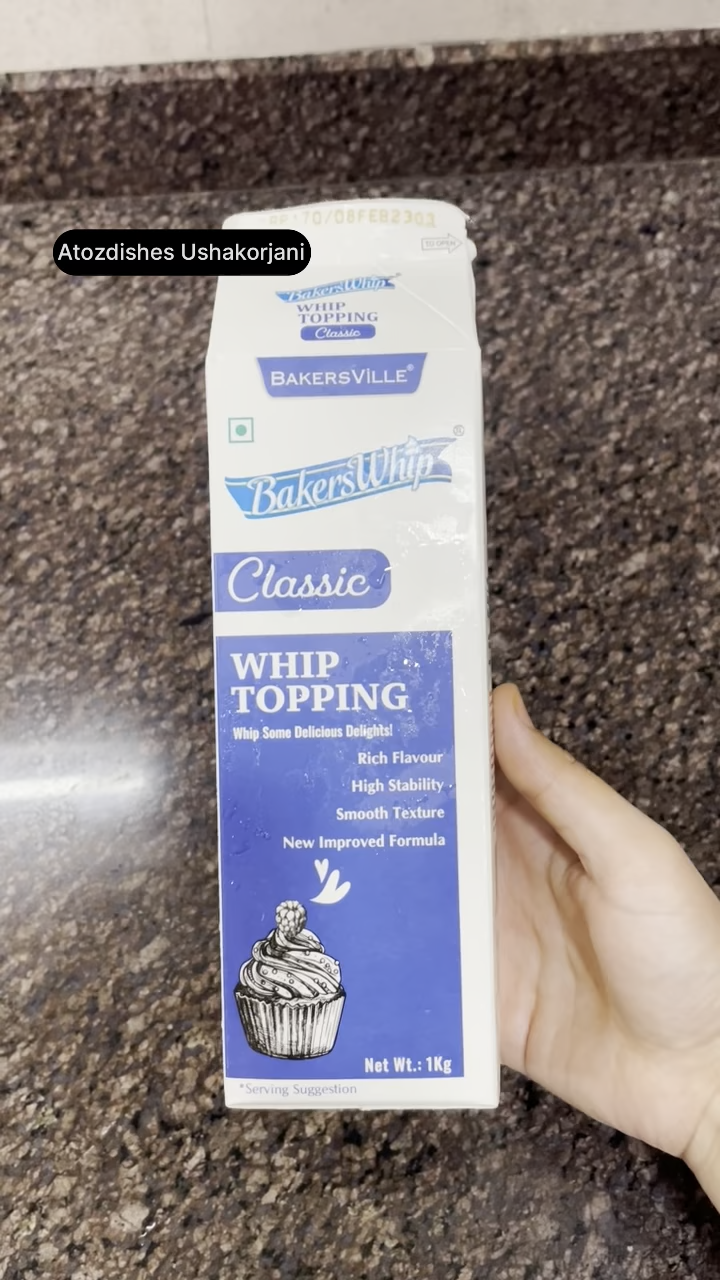 Atozdishes Ushakorjani
TO OPEN
BakersWhip
WHIP
TOPPING
Classic
BAKERSVILLE®
BakersWhip®
Classic
WHIP
TOPPING
Whip Some Delicious Delights!
Rich Flavour
High Stability
Smooth Texture
New Improved Formula
Net Wt.: 1Kg
*Serving Suggestion